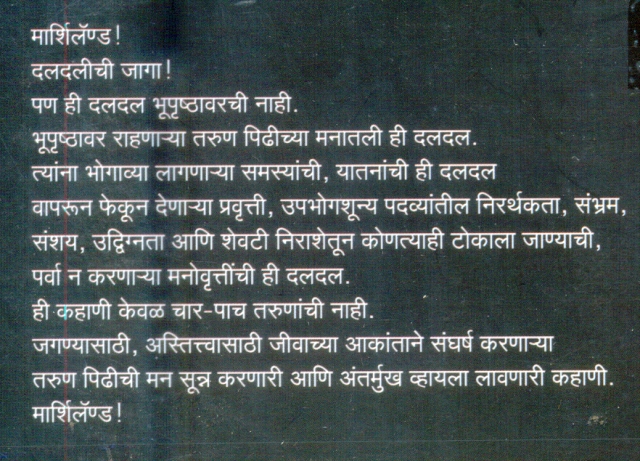 मार्शिलॅण्ड!
दलदलीची जागा!
पण ही दलदल भूपृष्ठावरची नाही.
भूपृष्ठावर राहणाऱ्या तरुण पिढीच्या मनातली ही दलदल.
त्यांना भोगाव्या लागणाऱ्या समस्यांची, यातनांची ही दलदल
वापरून फेकून देणाऱ्या प्रवृत्ती, उपभोगशून्य पदव्यांतील निरर्थकता, संभ्रम,
संशय, उद्विग्नता आणि शेवटी निराशेतून कोणत्याही टोकाला जाण्याची,
पर्वा न करणाऱ्या मनोवृत्तींची ही दलदल.
ही कहाणी केवळ चार-पाच तरुणांची नाही.
जगण्यासाठी, अस्तित्त्वासाठी जीवाच्या आकांताने संघर्ष करणाऱ्या
तरुण पिढीची मन सून्न करणारी आणि अंतर्मुख व्हायला लावणारी कहाणी.
मार्शिलॅण्ड!